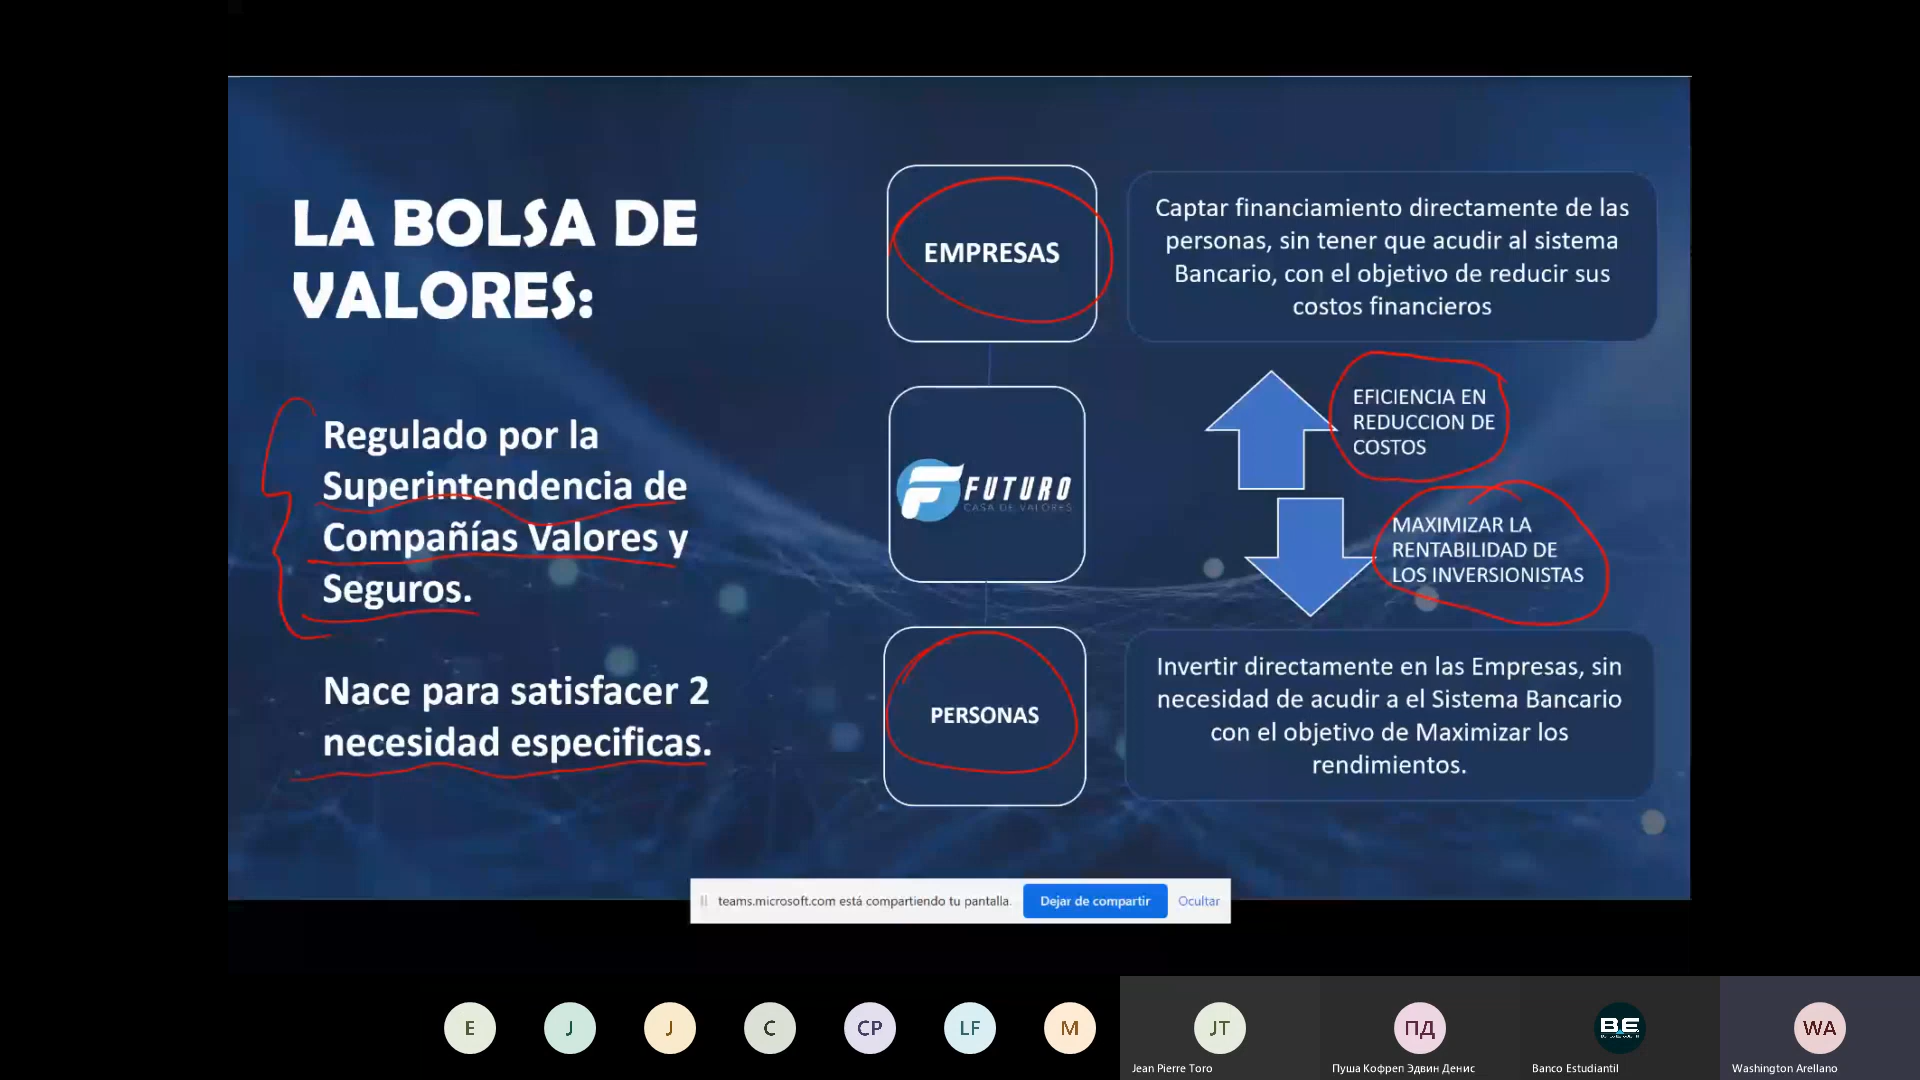 LA BOLSA DE
VALORES:
Regulado por la
Superintendencia de
Compañías Valores y
Seguros.
Nace para satisfacer 2
necesidad especificas.
EMPRESAS
Captar financiamiento directamente de las
personas, sin tener que acudir al sistema
Bancario, con el objetivo de reducir sus
costos financieros
FUTURO
CASA DE VALORES
EFICIENCIA EN
REDUCCION DE
COSTOS
MAXIMIZAR LA
RENTABILIDAD DE
LOS INVERSIONISTAS
PERSONAS
Invertir directamente en las Empresas, sin
necesidad de acudir a el Sistema Bancario
con el objetivo de Maximizar los
rendimientos.
teams.microsoft.com está compartiendo tu pantalla.
Dejar de compartir
Ocultar
E
J
J
C
CP
LF
M
JT
ПД
B.E
WA
Jean Pierre Toro
Пуша Кофреп Эдвин Денис
Banco Estudiantil
Washington Arellano